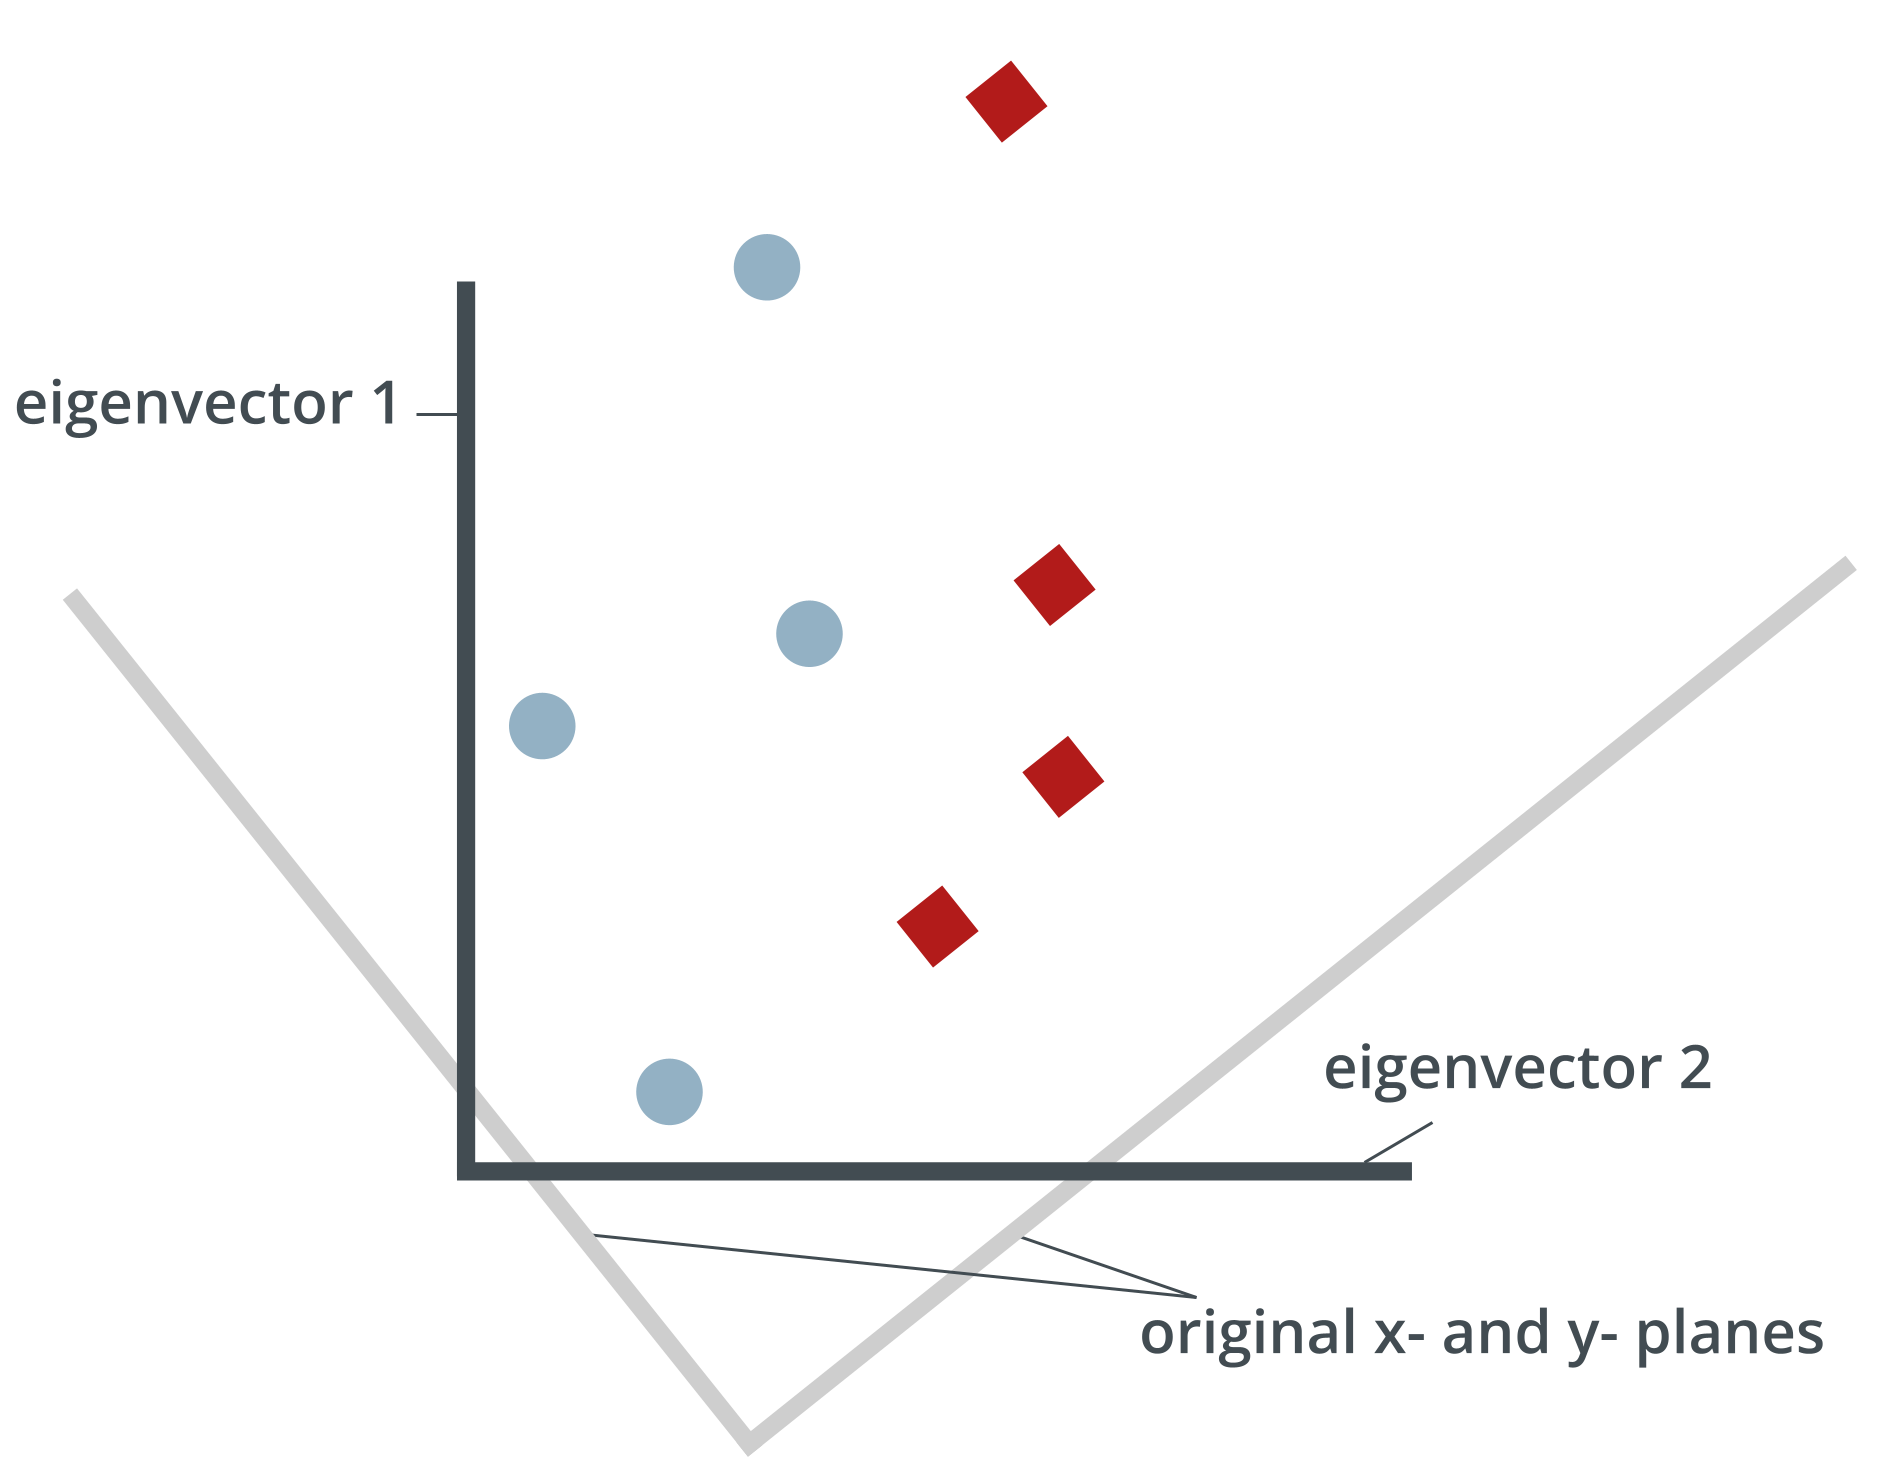 eigenvector 1
eigenvector 2
original x- and y- planes